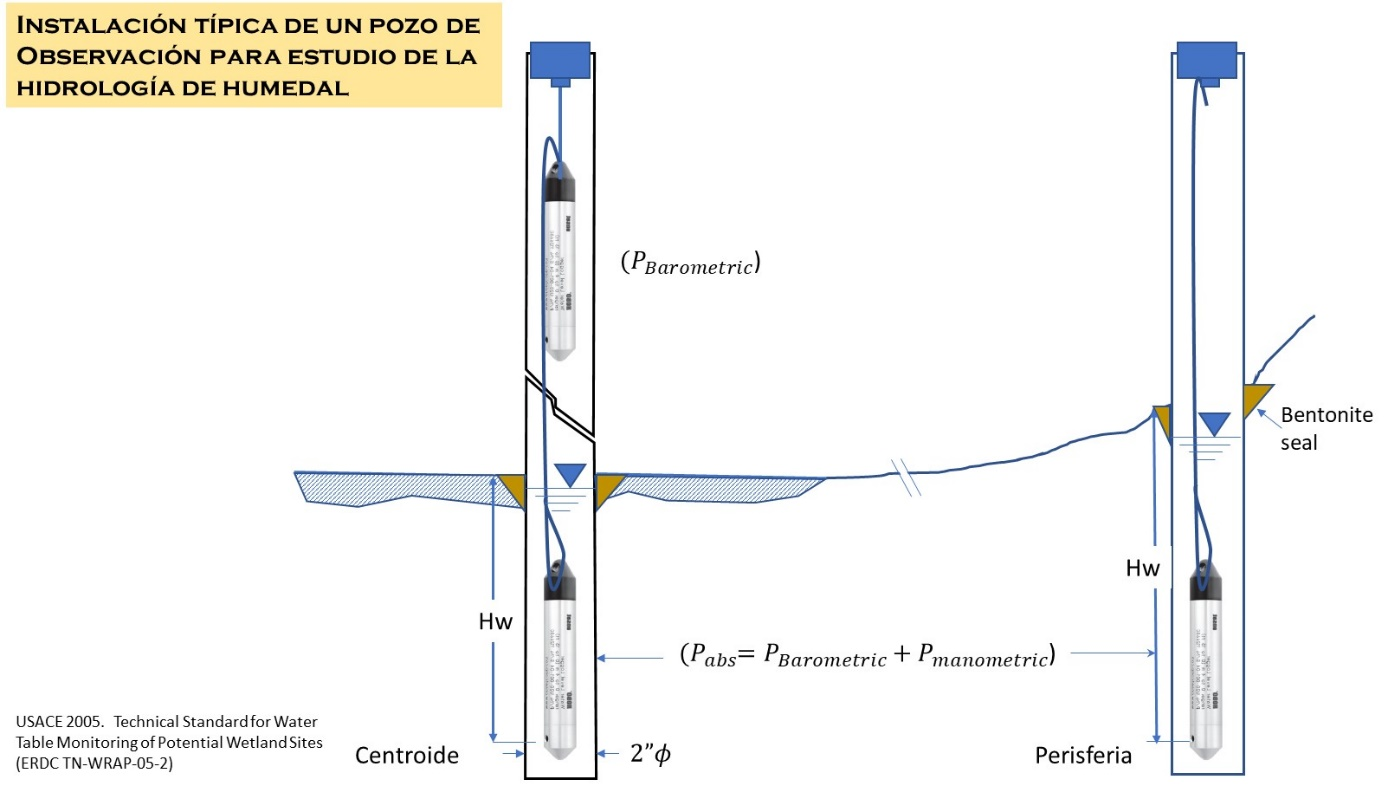 INSTALACIÓN TÍPICA DE UN POZO DE
OBSERVACIÓN PARA ESTUDIO DE LA
HIDROLOGÍA DE HUMEDAL
(P_Barometric)
Bentonite
seal
Hw
Hw
(P_abs= P_Barometric + P_manometric)
USACE 2005. Technical Standard for Water
Table Monitoring of Potential Wetland Sites
(ERDC TN-WRAP-05-2)
Centroide
2”ϕ
Perisferia